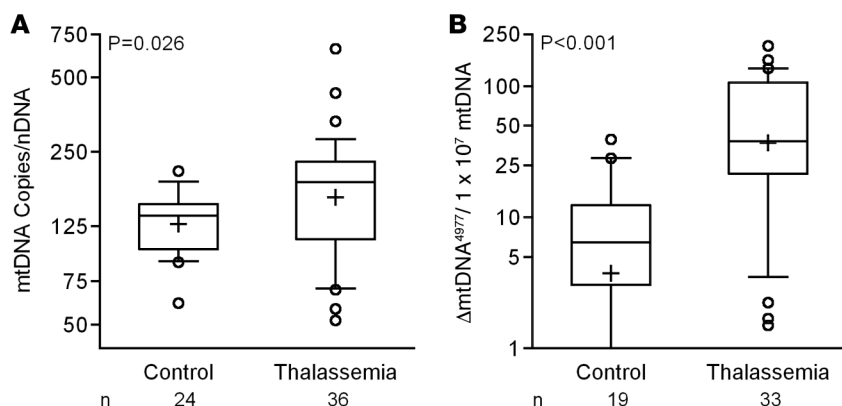 A
P=0.026
mtDNA Copies/nDNA
750
500
250
125
75
50
Control Thalassemia
n 24 36
B
P<0.001
ΔmtDNA⁴⁹⁷⁷/ 1 x 10⁷ mtDNA
250
100
50
25
10
5
1
Control Thalassemia
n 19 33